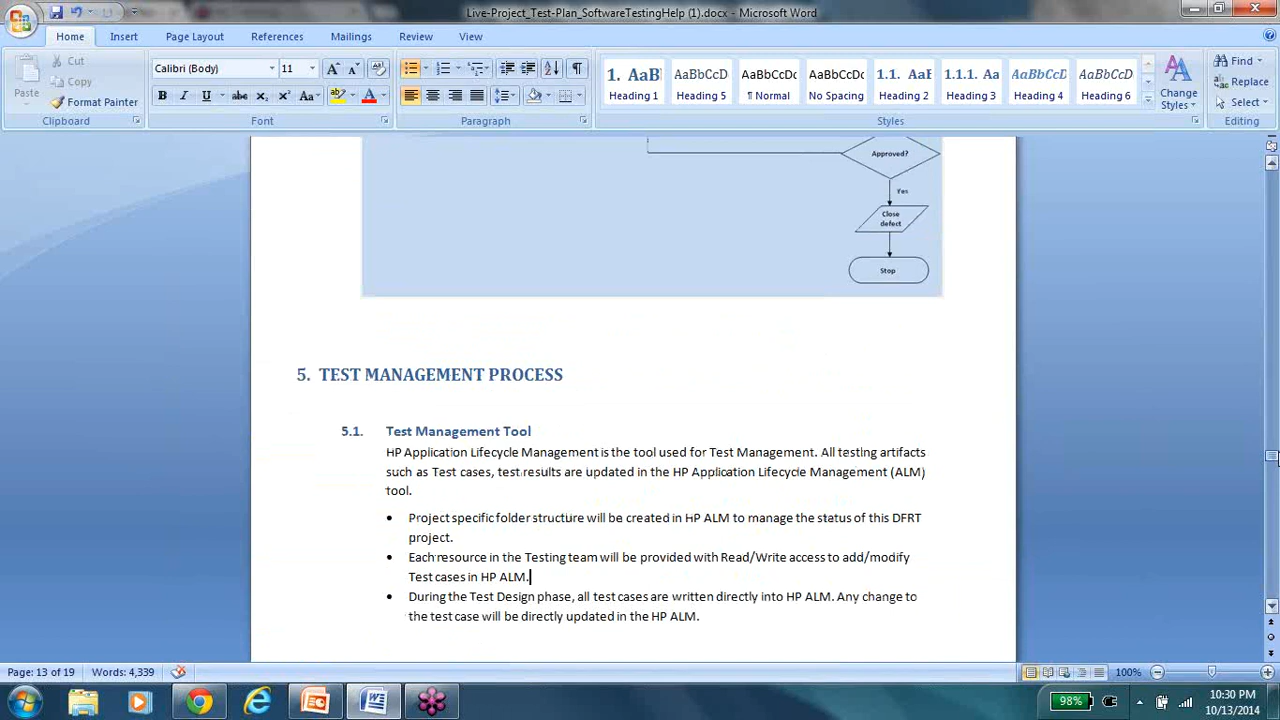 Live-Project_Test-Plan_SoftwareTestingHelp (1).docx - Microsoft Word
Home Insert Page Layout References Mailings Review View
Paste
Cut
Copy
Format Painter
Clipboard
Calibri (Body) 11
Font
Paragraph
1. AaB AaBbCcD AaBbCcDc AaBbCcDc 1.1. AaB 1.1.1. Aa AaBbCcD AaBbCcD
Heading 1 Heading 5 ¶ Normal No Spacing Heading 2 Heading 3 Heading 4 Heading 6
Change
Styles
Styles
Find
Replace
Select
Editing
Approved?
Yes
Close
defect
Stop
5. TEST MANAGEMENT PROCESS
5.1. Test Management Tool
HP Application Lifecycle Management is the tool used for Test Management. All testing artifacts
such as Test cases, test results are updated in the HP Application Lifecycle Management (ALM)
tool.
• Project specific folder structure will be created in HP ALM to manage the status of this DFRT
project.
• Each resource in the Testing team will be provided with Read/Write access to add/modify
Test cases in HP ALM.
• During the Test Design phase, all test cases are written directly into HP ALM. Any change to
the test case will be directly updated in the HP ALM.
Page: 13 of 19 Words: 4,339 100%
98%
10:30 PM
10/13/2014